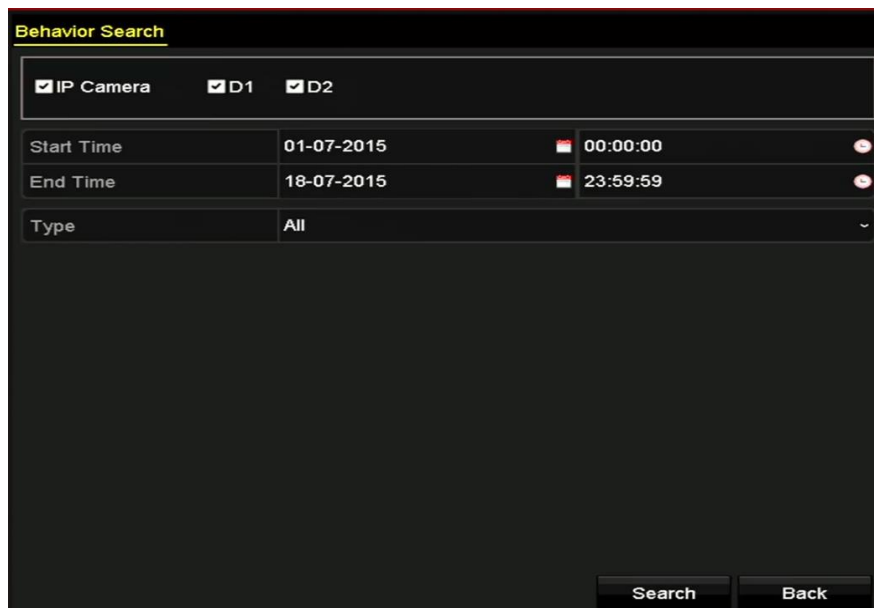 Behavior Search
IP Camera D1 D2
Start Time 01-07-2015 00:00:00
End Time 18-07-2015 23:59:59
Type All
Search Back